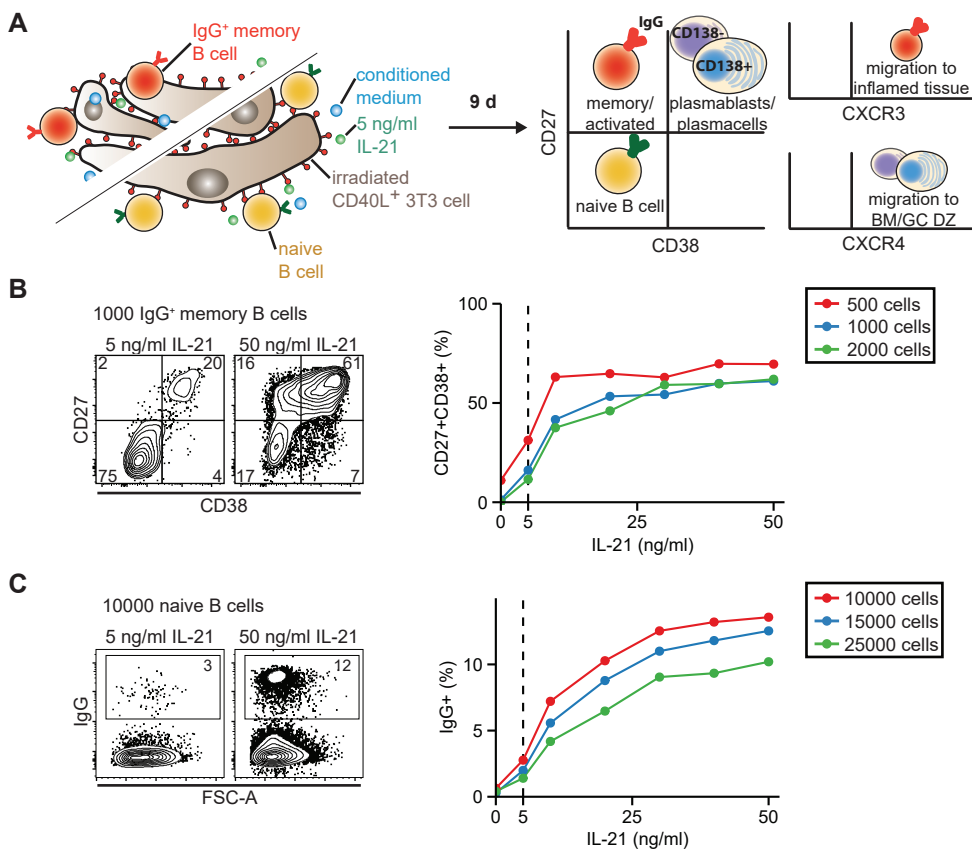 A
IgG⁺ memory
B cell
conditioned
medium
5 ng/ml
IL-21
irradiated
CD40L⁺ 3T3 cell
naive
B cell
9 d
IgG
CD138-
CD138+
memory/
activated
plasmablasts/
plasmacells
naive B cell
CD27
CD38
migration to
inflamed tissue
CXCR3
migration to
BM/GC DZ
CXCR4
B
1000 IgG⁺ memory B cells
5 ng/ml IL-21
50 ng/ml IL-21
2
20
75
4
16
61
17
7
CD27
CD38
100
50
0
0
5
25
50
CD27+CD38+ (%)
IL-21 (ng/ml)
500 cells
1000 cells
2000 cells
C
10000 naive B cells
5 ng/ml IL-21
50 ng/ml IL-21
3
12
IgG
FSC-A
10
5
0
0
5
25
50
IgG+ (%)
IL-21 (ng/ml)
10000 cells
15000 cells
25000 cells